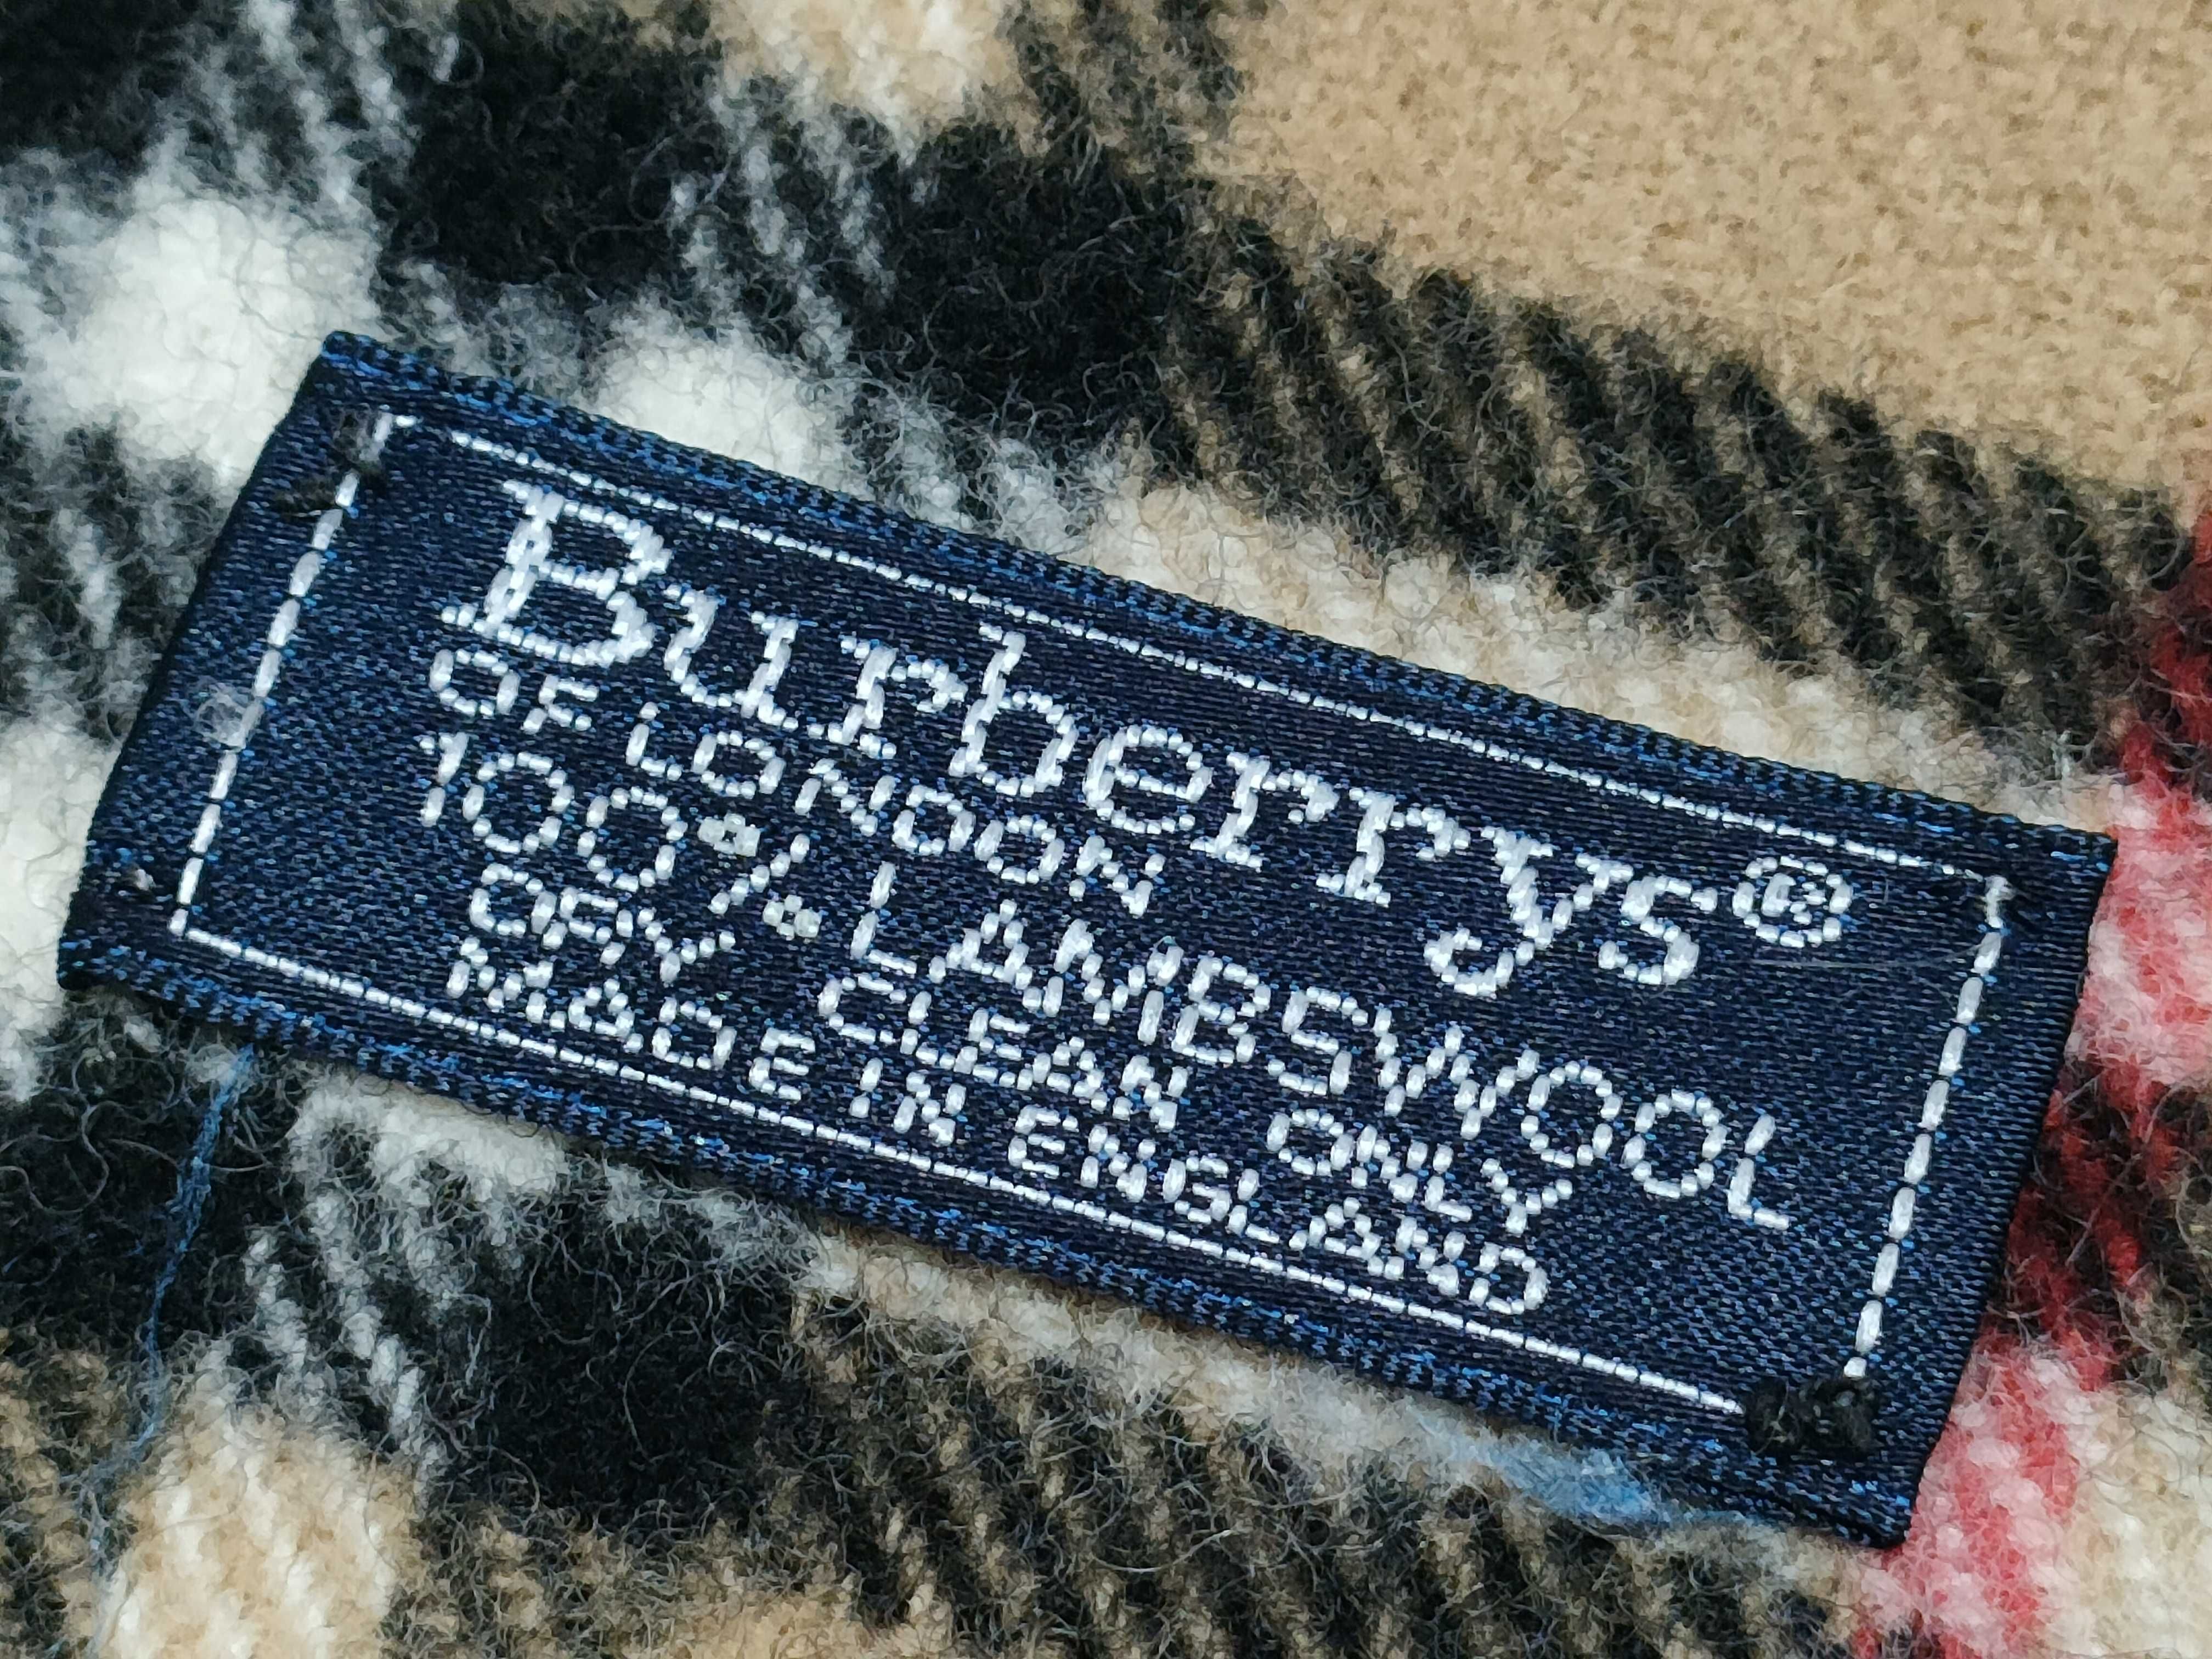 Burberrys®
OF LONDON
100% LAMBSWOOL
DRY CLEAN ONLY
MADE IN ENGLAND